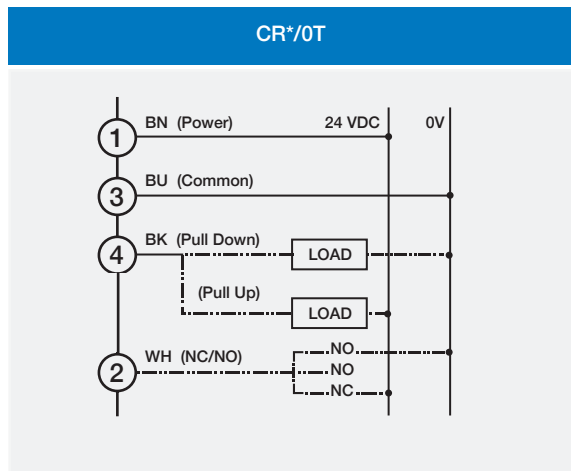 CR*/0T
1 BN (Power) 24 VDC 0V
3 BU (Common)
4 BK (Pull Down) LOAD
(Pull Up) LOAD
NO
2 WH (NC/NO) NO
NC